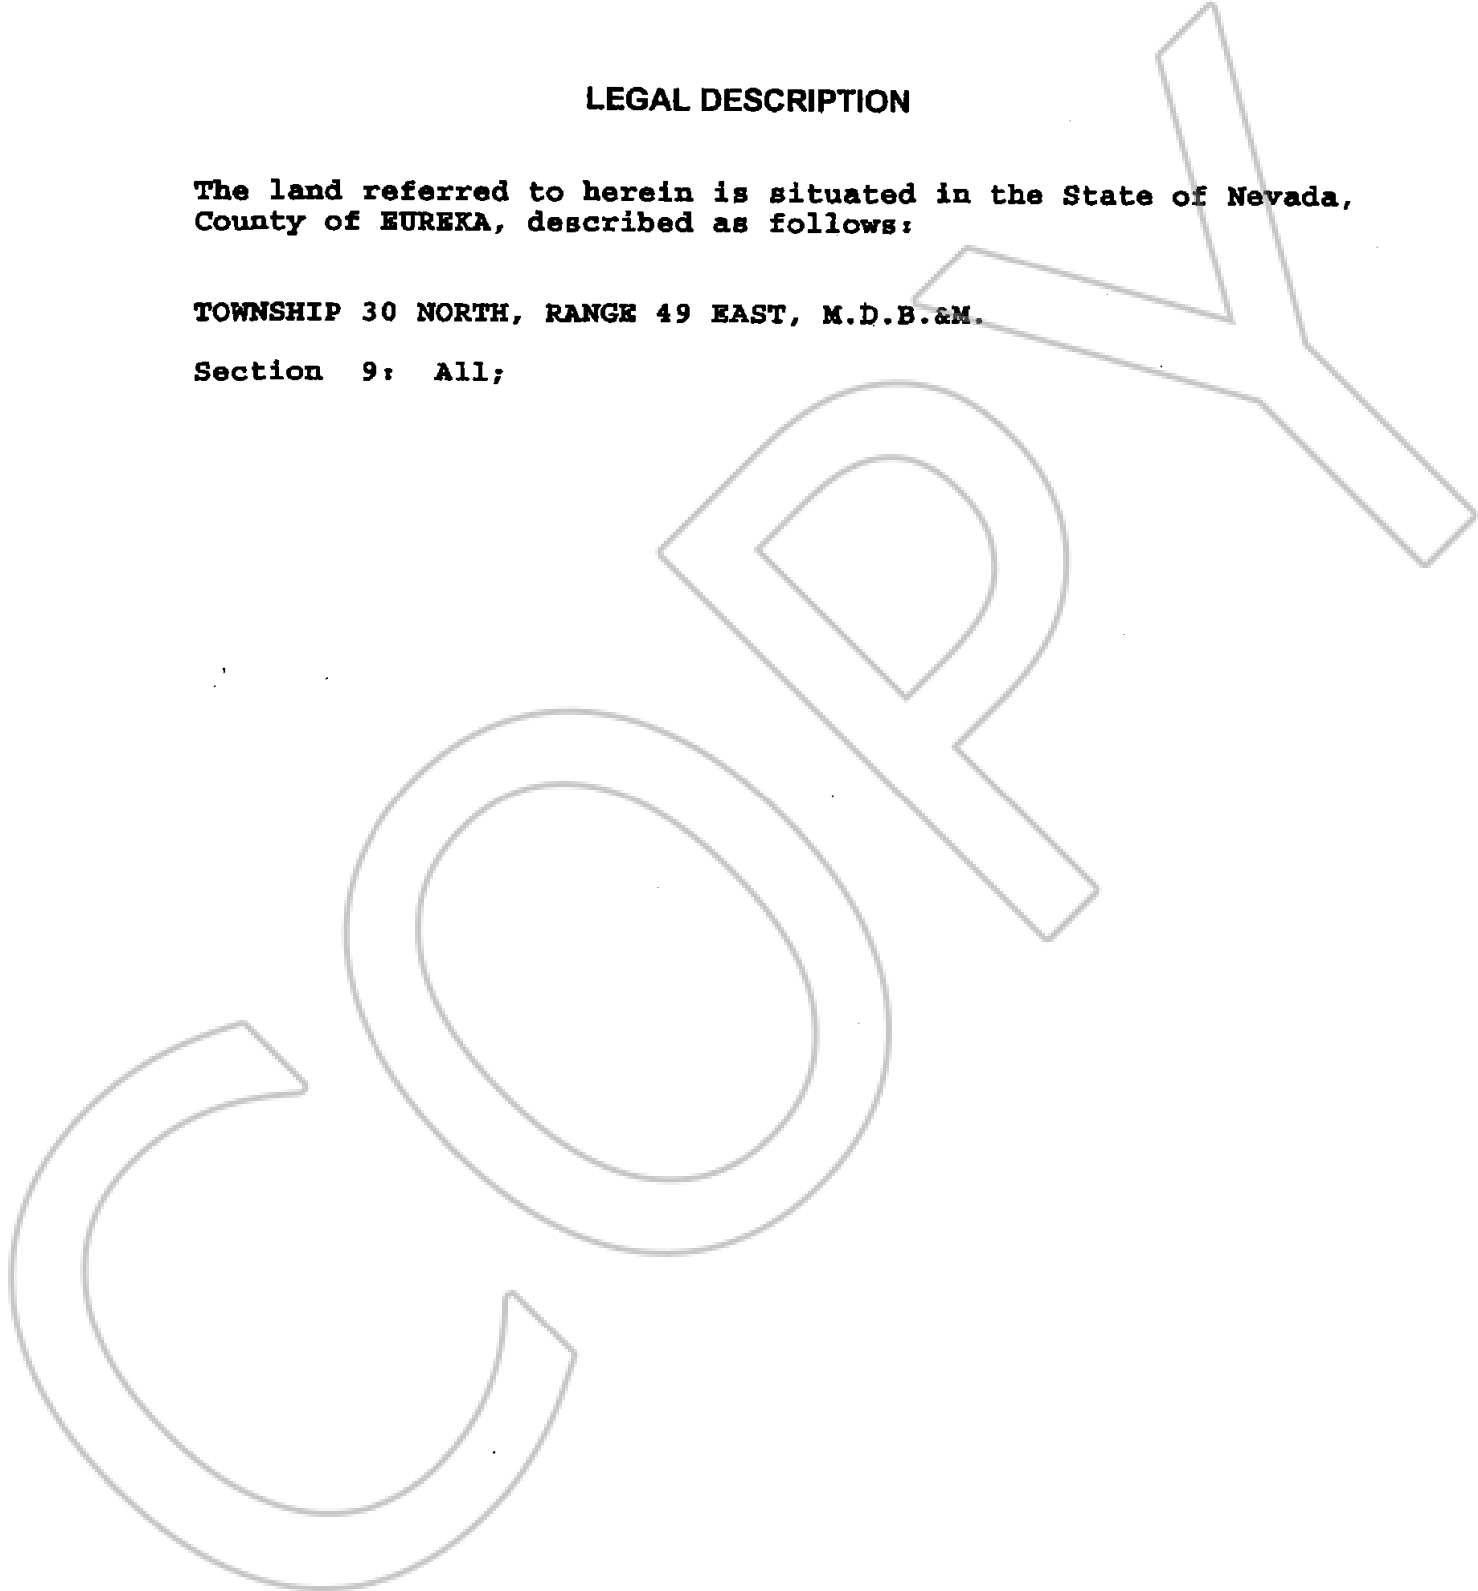 LEGAL DESCRIPTION
The land referred to herein is situated in the State of Nevada,
County of EUREKA, described as follows:
TOWNSHIP 30 NORTH, RANGE 49 EAST, M.D.B.&M.
Section 9: All;
COPY